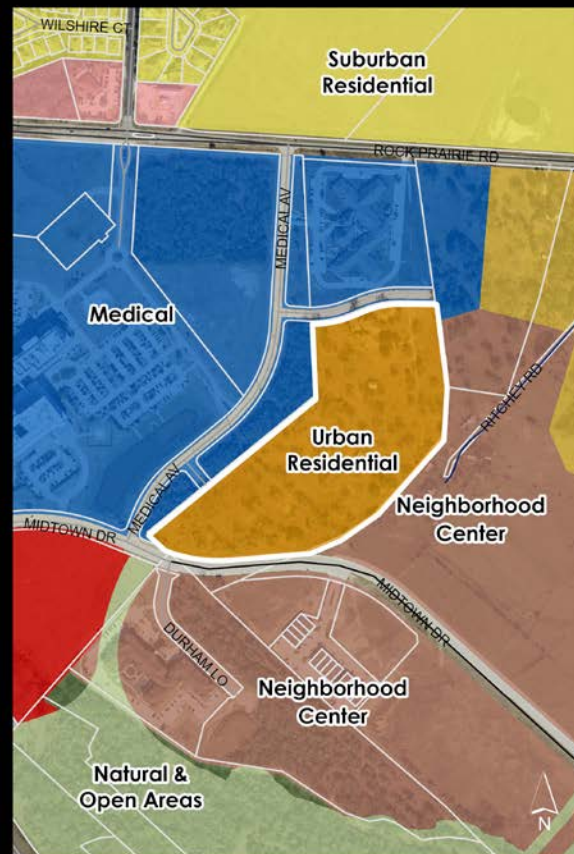 WILSHIRE CT
Suburban
Residential
ROCK PRAIRIE RD
MEDICAL AV
Medical
Urban
Residential
RITCHEY RD
Neighborhood
Center
MEDICAL AV
MIDTOWN DR
MIDTOWN DR
DURHAM LO
Neighborhood
Center
Natural &
Open Areas
N